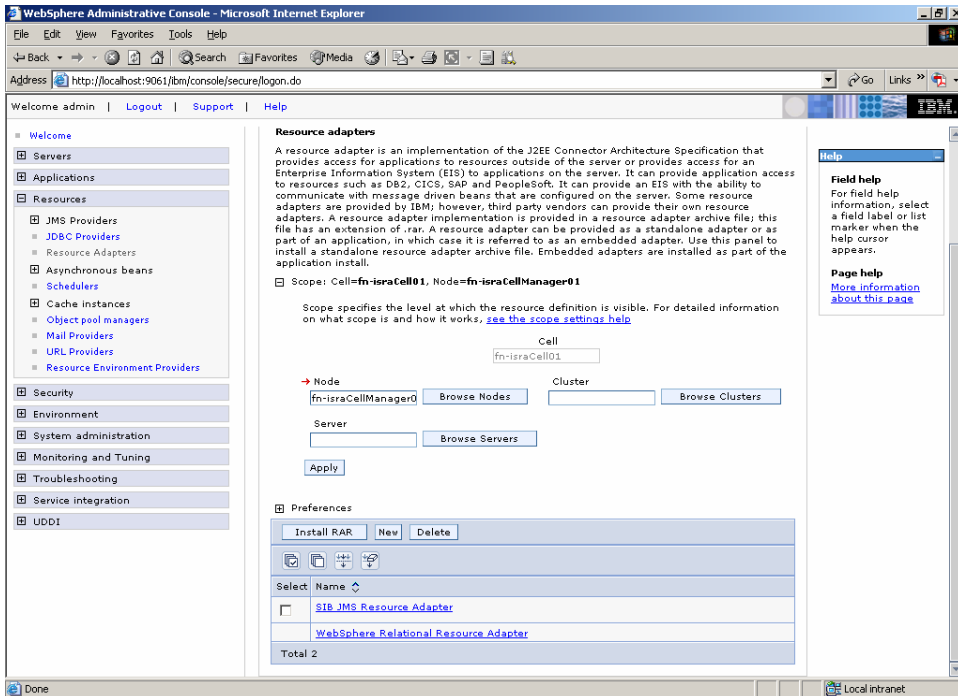 WebSphere Administrative Console - Microsoft Internet Explorer
File Edit View Favorites Tools Help
Back Search Favorites Media
Address http://localhost:9061/ibm/console/secure/logon.do Go Links »
Welcome admin | Logout | Support | Help IBM.
Welcome
Servers
Applications
Resources
JMS Providers
JDBC Providers
Resource Adapters
Asynchronous beans
Schedulers
Cache instances
Object pool managers
Mail Providers
URL Providers
Resource Environment Providers
Security
Environment
System administration
Monitoring and Tuning
Troubleshooting
Service integration
UDDI
Resource adapters
A resource adapter is an implementation of the J2EE Connector Architecture Specification that
provides access for applications to resources outside of the server or provides access for an
Enterprise Information System (EIS) to applications on the server. It can provide application access
to resources such as DB2, CICS, SAP and PeopleSoft. It can provide an EIS with the ability to
communicate with message driven beans that are configured on the server. Some resource
adapters are provided by IBM; however, third party vendors can provide their own resource
adapters. A resource adapter implementation is provided in a resource adapter archive file; this
file has an extension of .rar. A resource adapter can be provided as a standalone adapter or as
part of an application, in which case it is referred to as an embedded adapter. Use this panel to
install a standalone resource adapter archive file. Embedded adapters are installed as part of the
application install.
Scope: Cell=fn-israCell01, Node=fn-israCellManager01
Scope specifies the level at which the resource definition is visible. For detailed information
on what scope is and how it works, see the scope settings help
Cell
fn-israCell01
Node Cluster
fn-israCellManager0 Browse Nodes Browse Clusters
Server
Browse Servers
Apply
Preferences
Install RAR New Delete
Select Name
SIB JMS Resource Adapter
WebSphere Relational Resource Adapter
Total 2
Help
Field help
For field help
information, select
a field label or list
marker when the
help cursor
appears.
Page help
More information
about this page
Done Local intranet